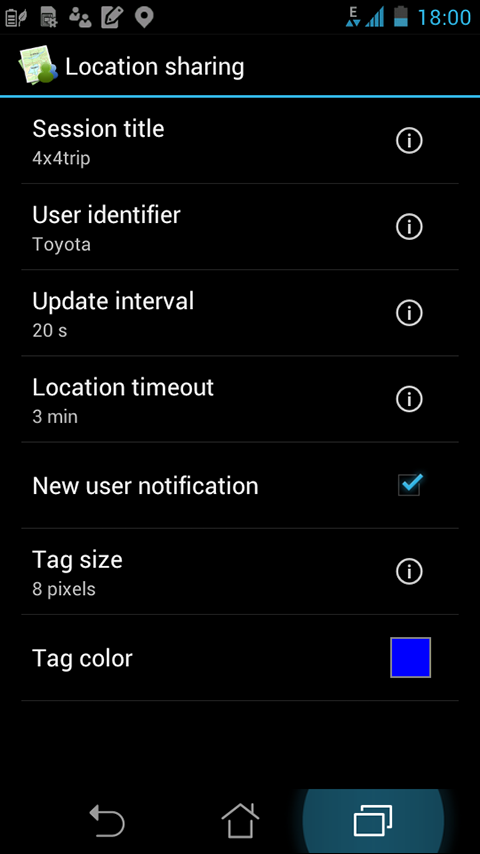 E
18:00
Location sharing
Session title
4x4trip
User identifier
Toyota
Update interval
20 s
Location timeout
3 min
New user notification
Tag size
8 pixels
Tag color